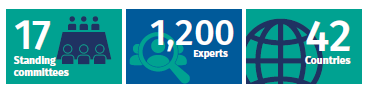 17
Standing
committees
1,200
Experts
42
Countries